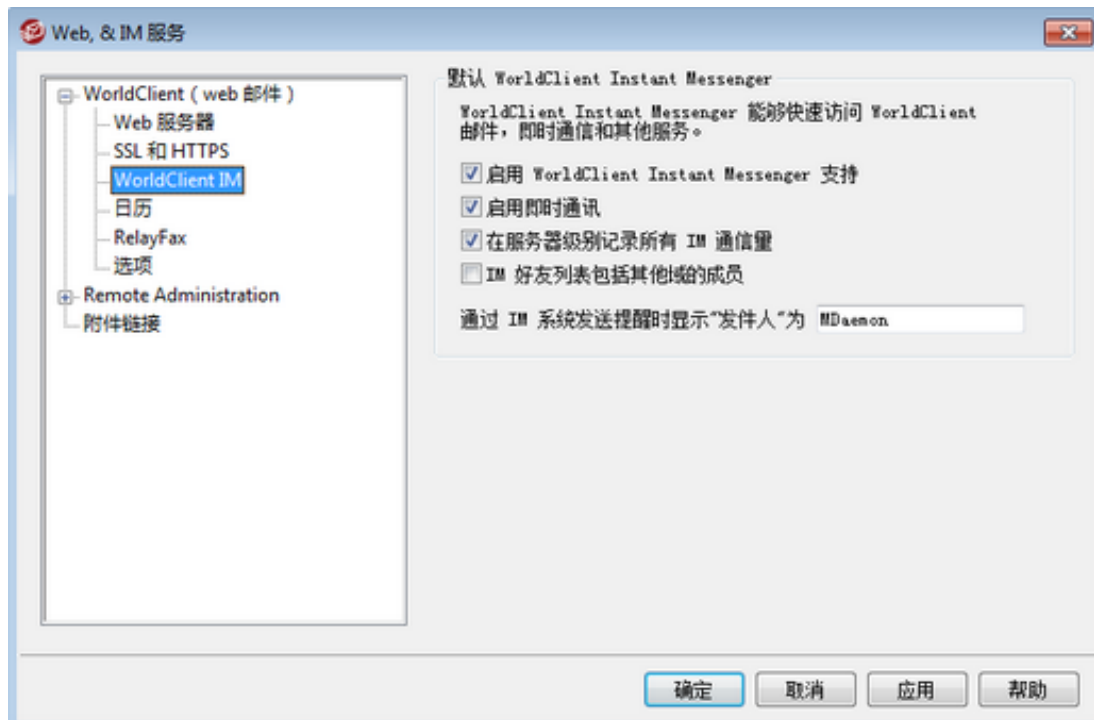 Web, & IM 服务
WorldClient（web 邮件）
Web 服务器
SSL 和 HTTPS
WorldClient IM
日历
RelayFax
选项
Remote Administration
附件链接
默认 WorldClient Instant Messenger
WorldClient Instant Messenger 能够快速访问 WorldClient
邮件，即时通信和其他服务。
启用 WorldClient Instant Messenger 支持
启用即时通讯
在服务器级别记录所有 IM 通信量
IM 好友列表包括其他域的成员
通过 IM 系统发送提醒时显示"发件人"为 MDaemon
确定 取消 应用 帮助